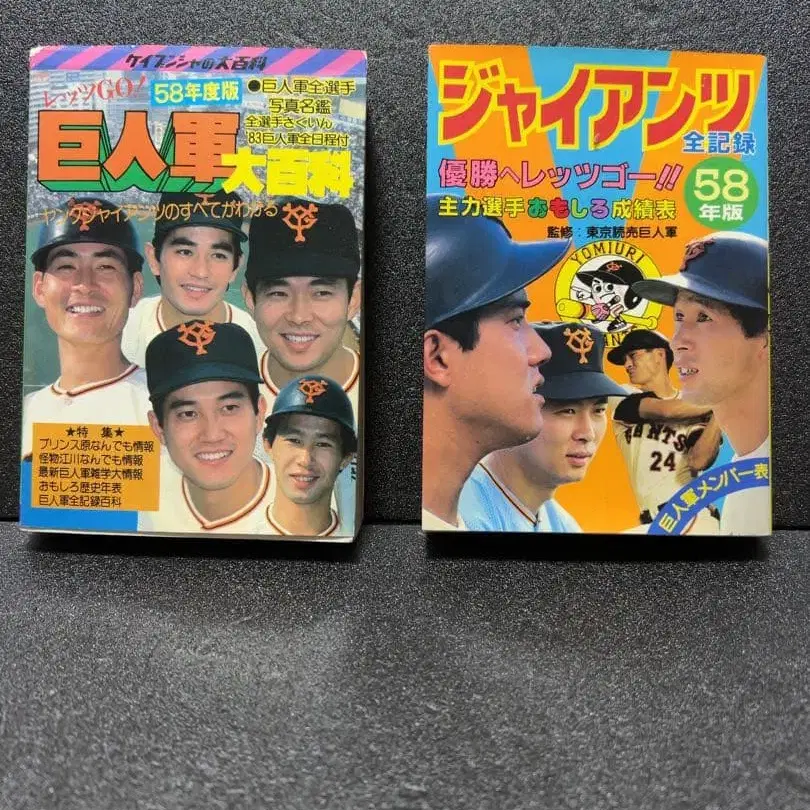 ケイブンシャの大百科
レッツGO!
58年度版
●巨人軍全選手
写真名鑑
全選手さくいん
'83巨人軍全日程付
巨人軍
大百科
ヤングジャイアンツのすべてがわかる
★特 集★
プリンス原なんでも情報
怪物江川なんでも情報
最新巨人軍雑学大情報
おもしろ歴史年表
巨人軍全記録百科
ジャイアンツ
全記録
優勝へレッツゴー!!
58
年版
主力選手おもしろ成績表
監修:東京読売巨人軍
YOMIURI
24
巨人軍メンバー表